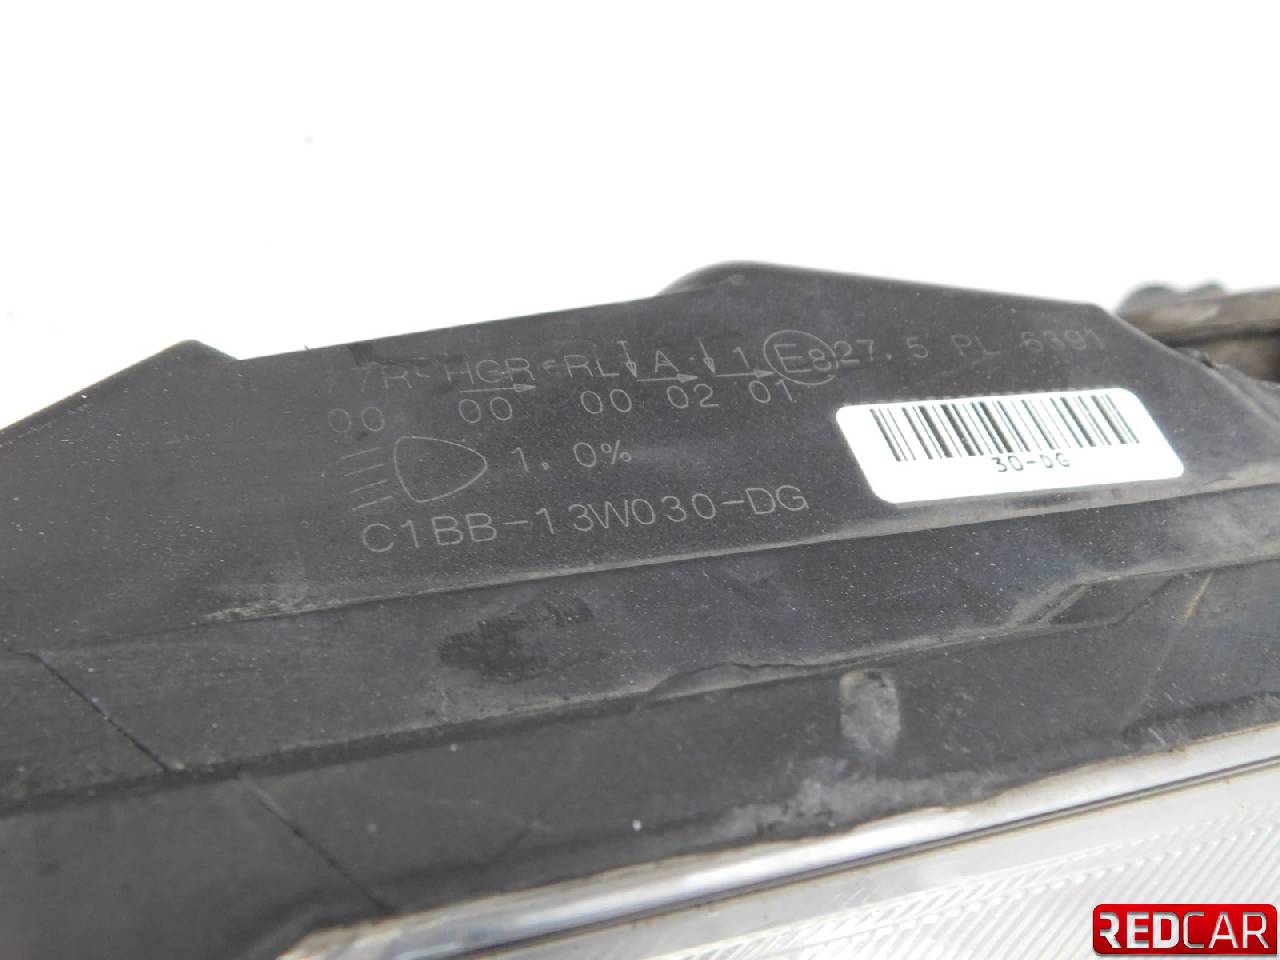 HCR RL A 1 E8 27.5 PL 6391
00 00 00 02 01
1.0%
C1BB-13W030-DG
30-DG
REDCAR